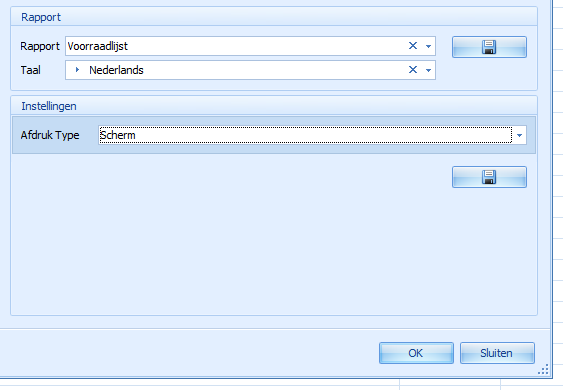 Rapport
Rapport Voorraadlijst
Taal Nederlands
Instellingen
Afdruk Type Scherm
OK Sluiten